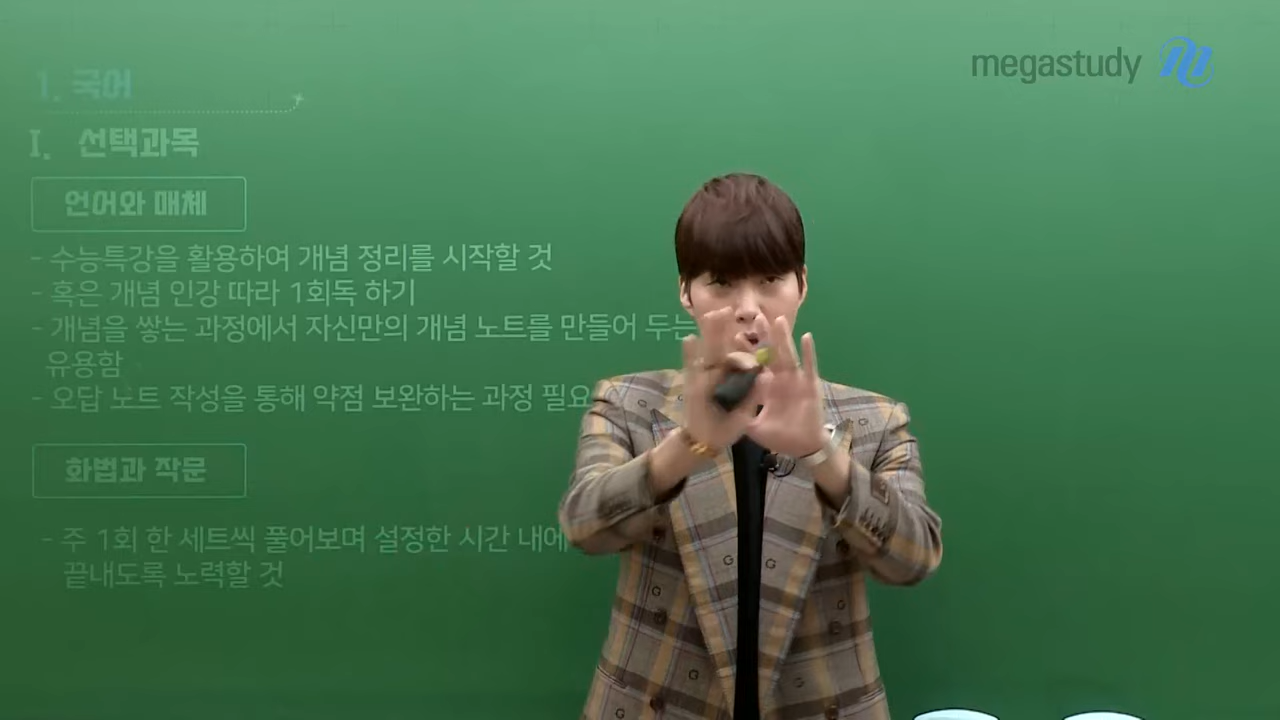 megastudy
1. 국어
I. 선택과목
언어와 매체
- 수능특강을 활용하여 개념 정리를 시작할 것
- 혹은 개념 인강 따라 1회독 하기
- 개념을 쌓는 과정에서 자신만의 개념 노트를 만들어 두는
유용함
- 오답 노트 작성을 통해 약점 보완하는 과정 필요
화법과 작문
- 주 1회 한 세트씩 풀어보며 설정한 시간 내에
끝내도록 노력할 것